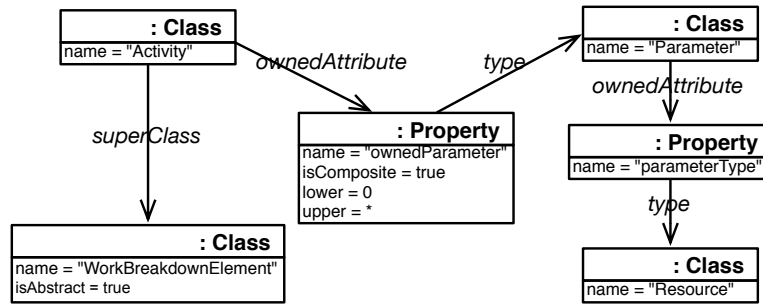 : Class
name = "Activity"
ownedAttribute
type
: Class
name = "Parameter"
ownedAttribute
superClass
: Property
name = "ownedParameter"
isComposite = true
lower = 0
upper = *
: Property
name = "parameterType"
type
: Class
name = "WorkBreakdownElement"
isAbstract = true
: Class
name = "Resource"